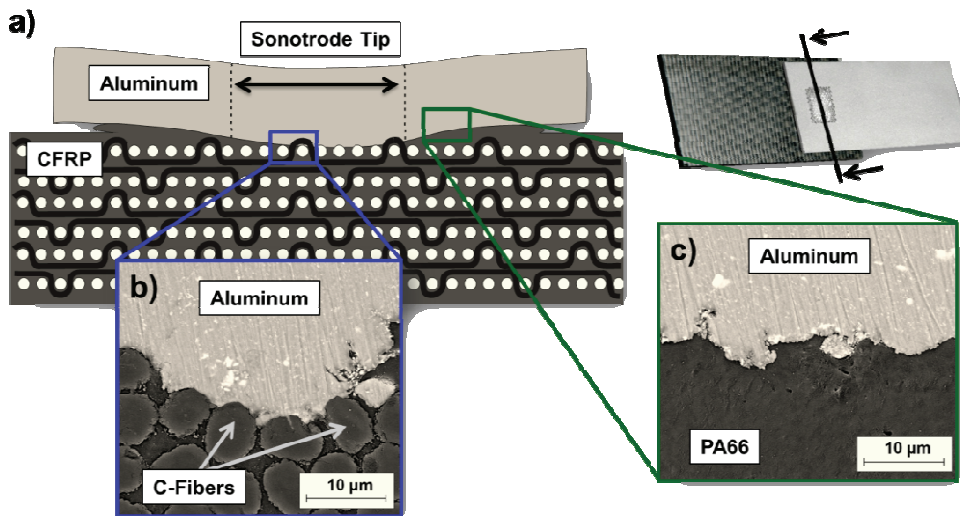 a)
Sonotrode Tip
Aluminum
CFRP
b)
Aluminum
C-Fibers
10 µm
c)
Aluminum
PA66
10 µm